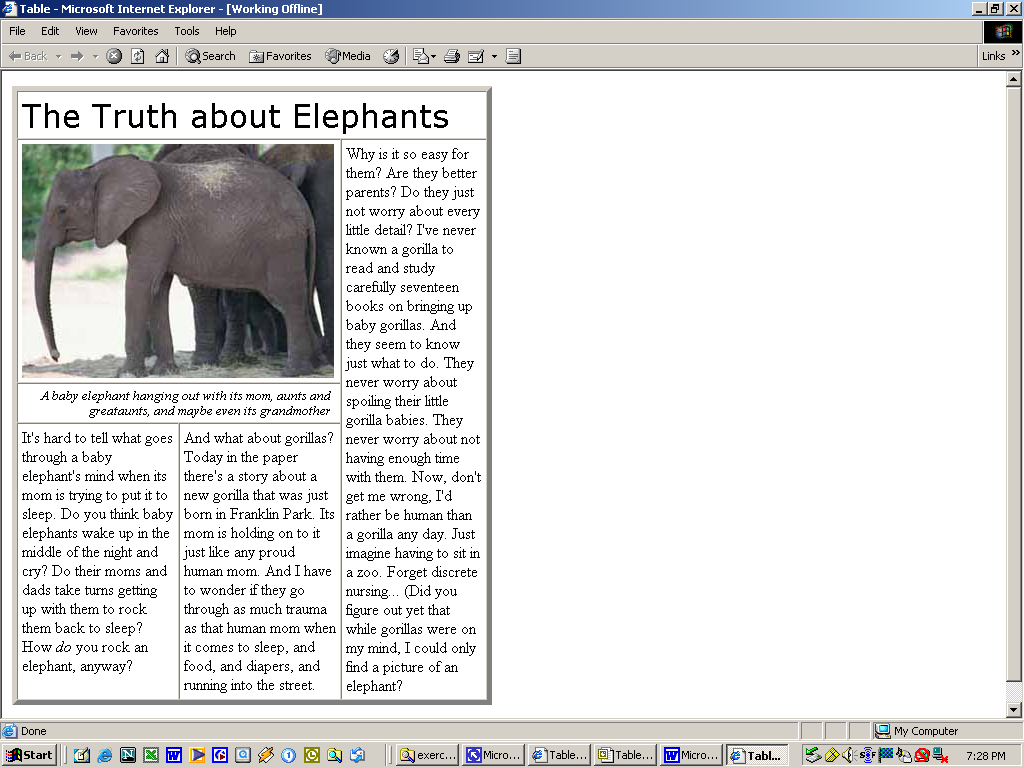 Table - Microsoft Internet Explorer - [Working Offline]
File Edit View Favorites Tools Help
Back Search Favorites Media Links »
The Truth about Elephants
A baby elephant hanging out with its mom, aunts and
greataunts, and maybe even its grandmother
It's hard to tell what goes
through a baby
elephant's mind when its
mom is trying to put it to
sleep. Do you think baby
elephants wake up in the
middle of the night and
cry? Do their moms and
dads take turns getting
up with them to rock
them back to sleep?
How do you rock an
elephant, anyway?
And what about gorillas?
Today in the paper
there's a story about a
new gorilla that was just
born in Franklin Park. Its
mom is holding on to it
just like any proud
human mom. And I have
to wonder if they go
through as much trauma
as that human mom when
it comes to sleep, and
food, and diapers, and
running into the street.
Why is it so easy for
them? Are they better
parents? Do they just
not worry about every
little detail? I've never
known a gorilla to
read and study
carefully seventeen
books on bringing up
baby gorillas. And
they seem to know
just what to do. They
never worry about
spoiling their little
gorilla babies. They
never worry about not
having enough time
with them. Now, don't
get me wrong, I'd
rather be human than
a gorilla any day. Just
imagine having to sit in
a zoo. Forget discrete
nursing... (Did you
figure out yet that
while gorillas were on
my mind, I could only
find a picture of an
elephant?
Done My Computer
Start exerc... Micro... Table... Table... Micro... Tabl... 7:28 PM